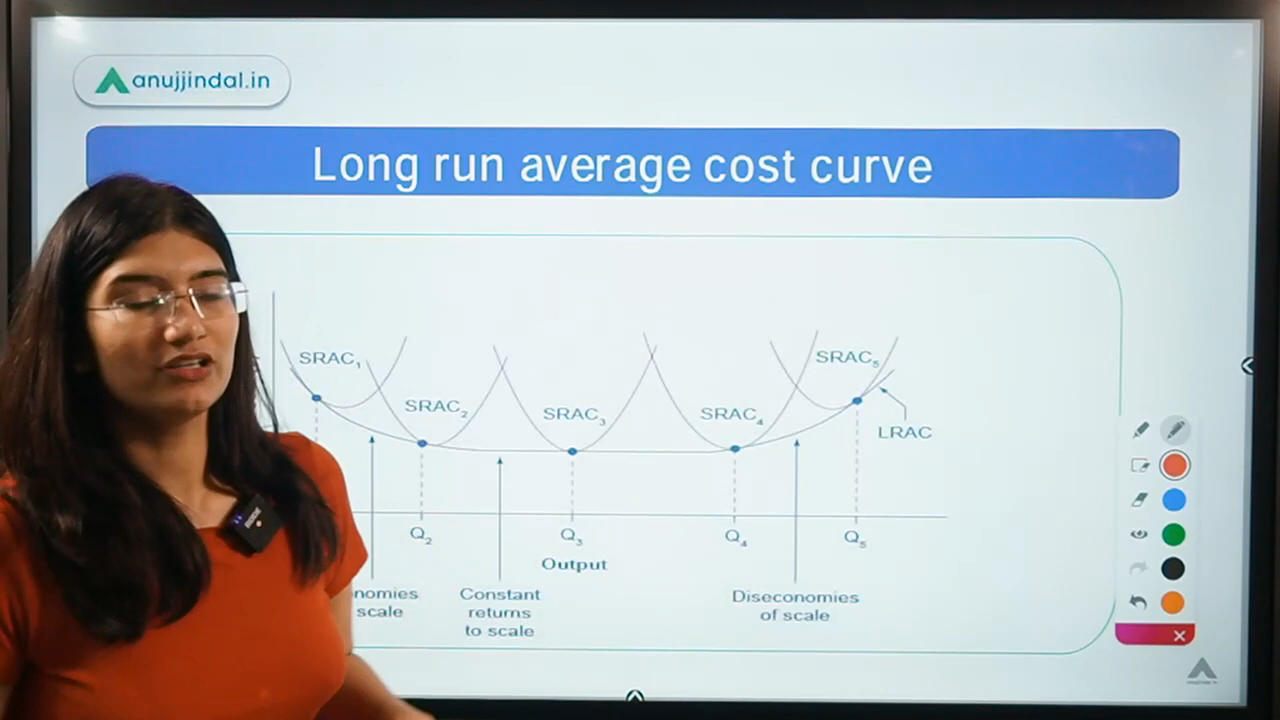 anujjindal.in
Long run average cost curve
SRAC₁
SRAC₂
SRAC₃
SRAC₄
SRAC₅
LRAC
Q₂
Q₃
Q₄
Q₅
Output
nomies
scale
Constant
returns
to scale
Diseconomies
of scale